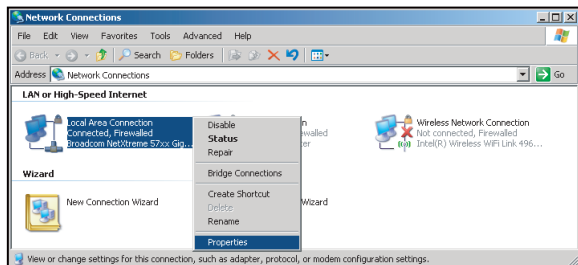 Network Connections
File Edit View Favorites Tools Advanced Help
Back Search Folders
Address Network Connections Go
LAN or High-Speed Internet
Local Area Connection
Connected, Firewalled
Broadcom NetXtreme 57xx Gig...
Wireless Network Connection
Not connected, Firewalled
Intel(R) Wireless WiFi Link 496...
Disable
Status
Repair
Bridge Connections
Create Shortcut
Delete
Rename
Properties
Wizard
New Connection Wizard
Wizard
View or change settings for this connection, such as adapter, protocol, or modem configuration settings.